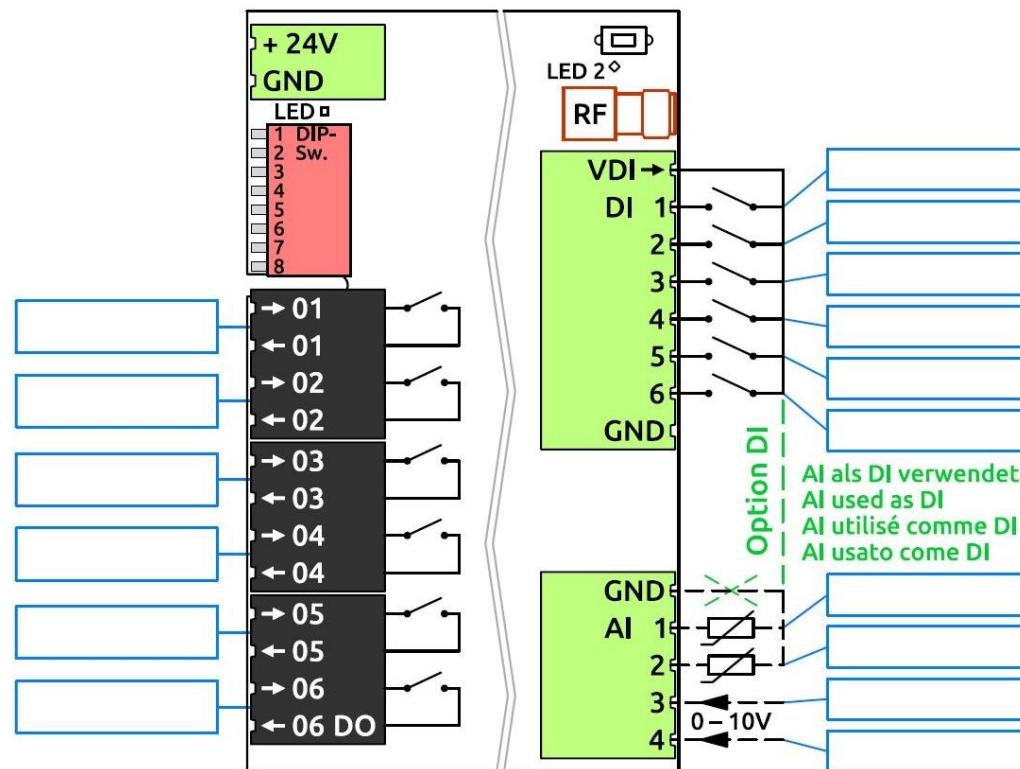 + 24V
GND
LED
1 DIP-
2 Sw.
3
4
5
6
7
8
→ 01
← 01
→ 02
← 02
→ 03
← 03
→ 04
← 04
→ 05
← 05
→ 06
← 06 DO
LED 2
RF
VDI→
DI 1
2
3
4
5
6
GND
Option DI
AI als DI verwendet
AI used as DI
AI utilisé comme DI
AI usato come DI
GND
AI 1
2
3
0 – 10V
4